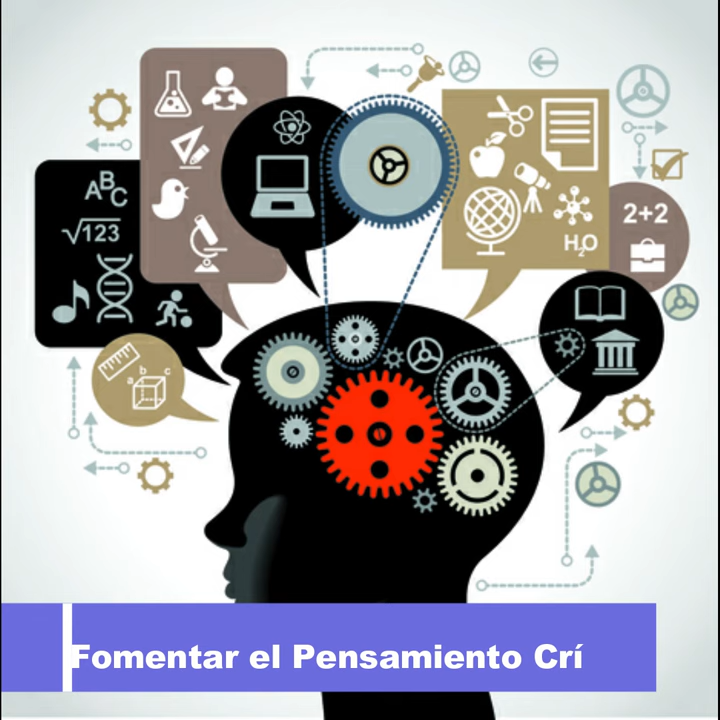 ABC
√123
2+2
H₂O
a b c
Fomentar el Pensamiento Crí